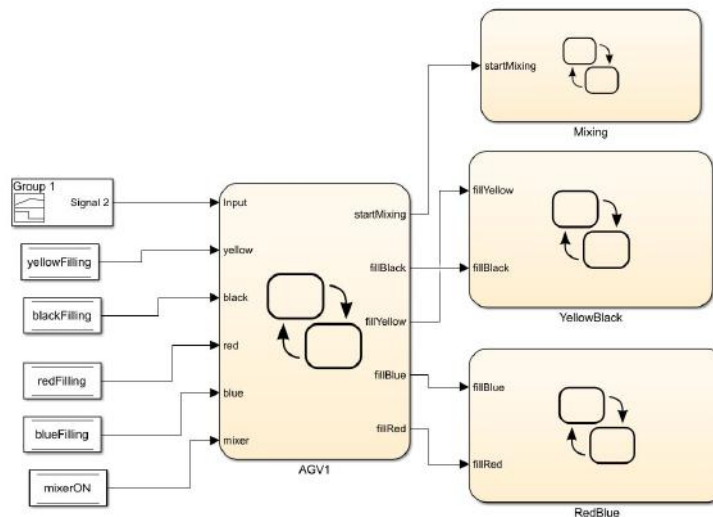 Group 1
Signal 2
yellowFilling
blackFilling
redFilling
blueFilling
mixerON
Input
yellow
black
red
blue
mixer
startMixing
fillBlack
fillYellow
fillBlue
fillRed
AGV1
startMixing
Mixing
fillYellow
fillBlack
YellowBlack
fillBlue
fillRed
RedBlue